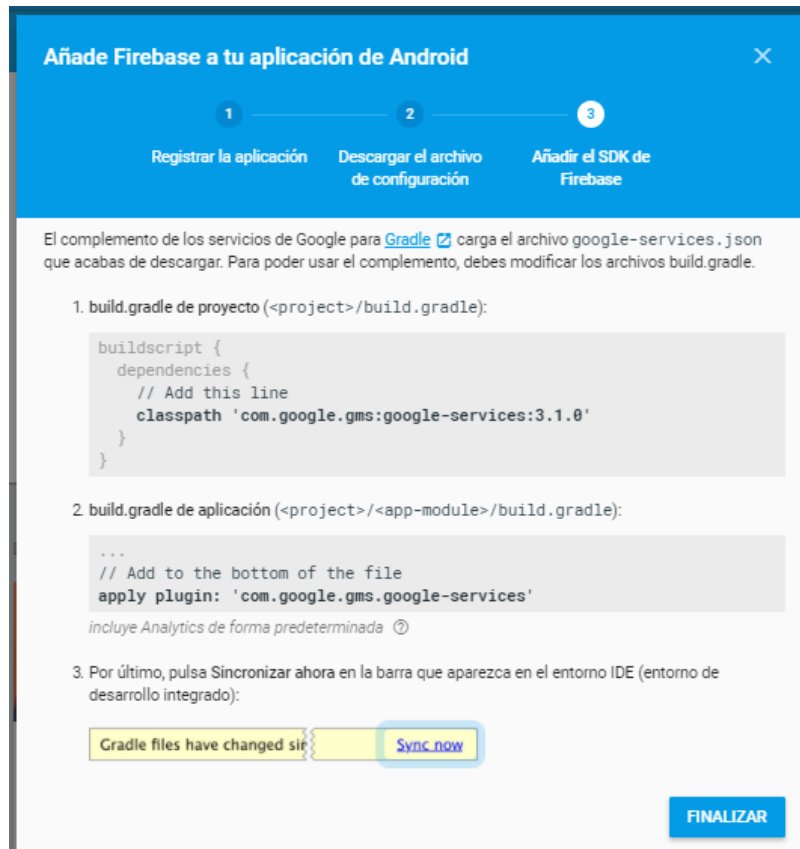 Añade Firebase a tu aplicación de Android
1
2
3
Registrar la aplicación
Descargar el archivo
de configuración
Añadir el SDK de
Firebase
El complemento de los servicios de Google para Gradle carga el archivo google-services.json
que acabas de descargar. Para poder usar el complemento, debes modificar los archivos build.gradle.
1. build.gradle de proyecto (<project>/build.gradle):
buildscript {
dependencies {
// Add this line
classpath 'com.google.gms:google-services:3.1.0'
}
}
2. build.gradle de aplicación (<project>/<app-module>/build.gradle):
...
// Add to the bottom of the file
apply plugin: 'com.google.gms.google-services'
incluye Analytics de forma predeterminada
3. Por último, pulsa Sincronizar ahora en la barra que aparezca en el entorno IDE (entorno de
desarrollo integrado):
Gradle files have changed sin Sync now
FINALIZAR